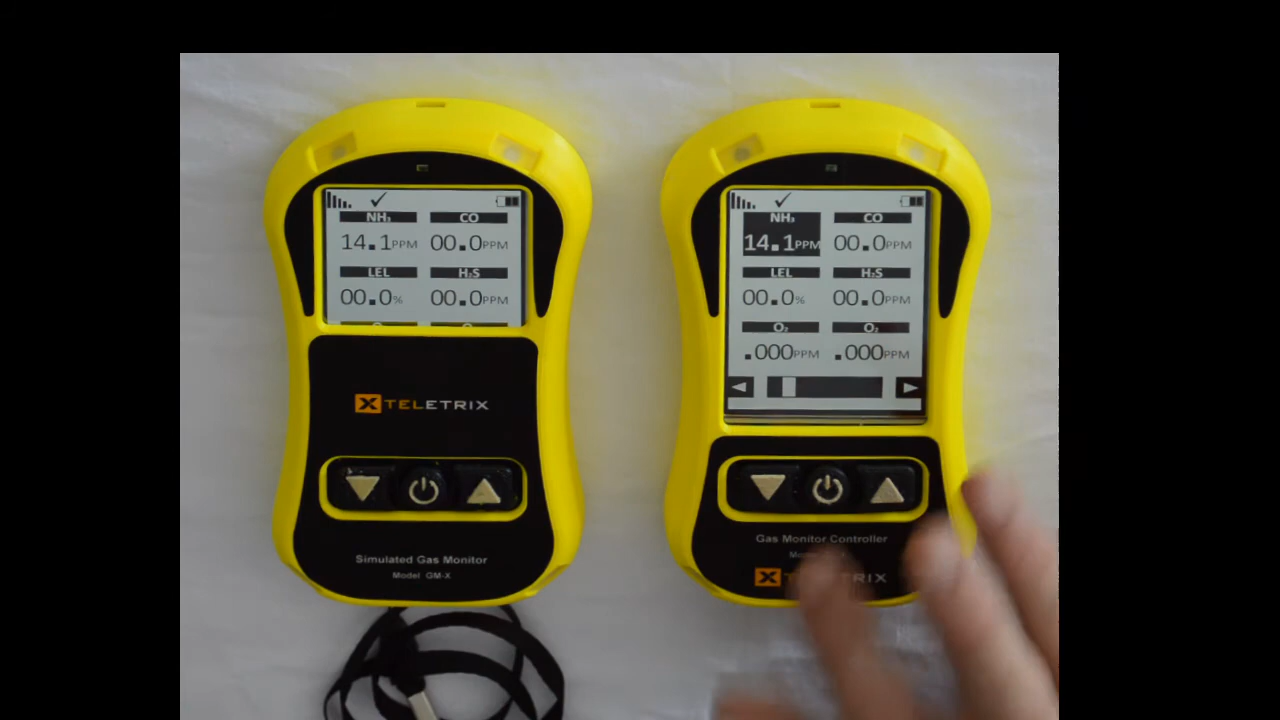 NH₃ CO
14.1PPM 00.0PPM
LEL H₂S
00.0% 00.0PPM
XTELETRIX
Simulated Gas Monitor
Model GM-X
NH₃ CO
14.1PPM 00.0PPM
LEL H₂S
00.0% 00.0PPM
O₂ O₂
.000PPM .000PPM
Gas Monitor Controller
X TELETRIX